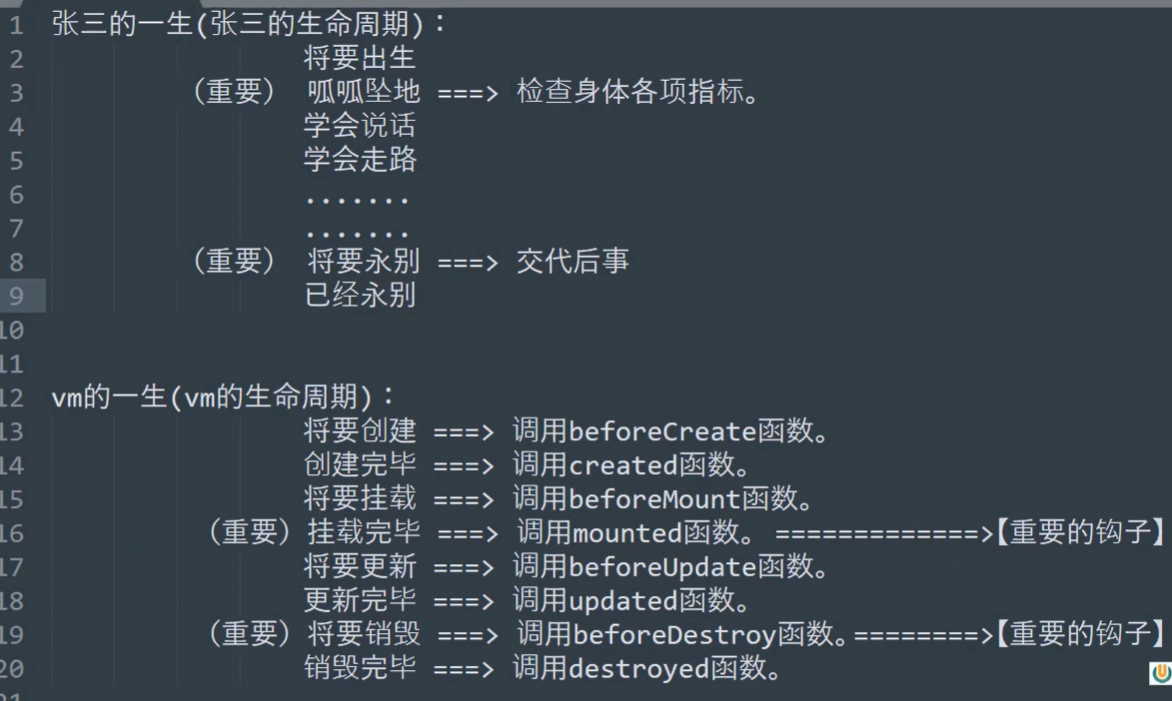 1 张三的一生(张三的生命周期)：
2 将要出生
3 （重要） 呱呱坠地 ===> 检查身体各项指标。
4 学会说话
5 学会走路
6 .......
7 .......
8 （重要） 将要永别 ===> 交代后事
9 已经永别
10
11
12 vm的一生(vm的生命周期)：
13 将要创建 ===> 调用beforeCreate函数。
14 创建完毕 ===> 调用created函数。
15 将要挂载 ===> 调用beforeMount函数。
16 （重要）挂载完毕 ===> 调用mounted函数。 =============>【重要的钩子】
17 将要更新 ===> 调用beforeUpdate函数。
18 更新完毕 ===> 调用updated函数。
19 （重要）将要销毁 ===> 调用beforeDestroy函数。========>【重要的钩子】
20 销毁完毕 ===> 调用destroyed函数。
21